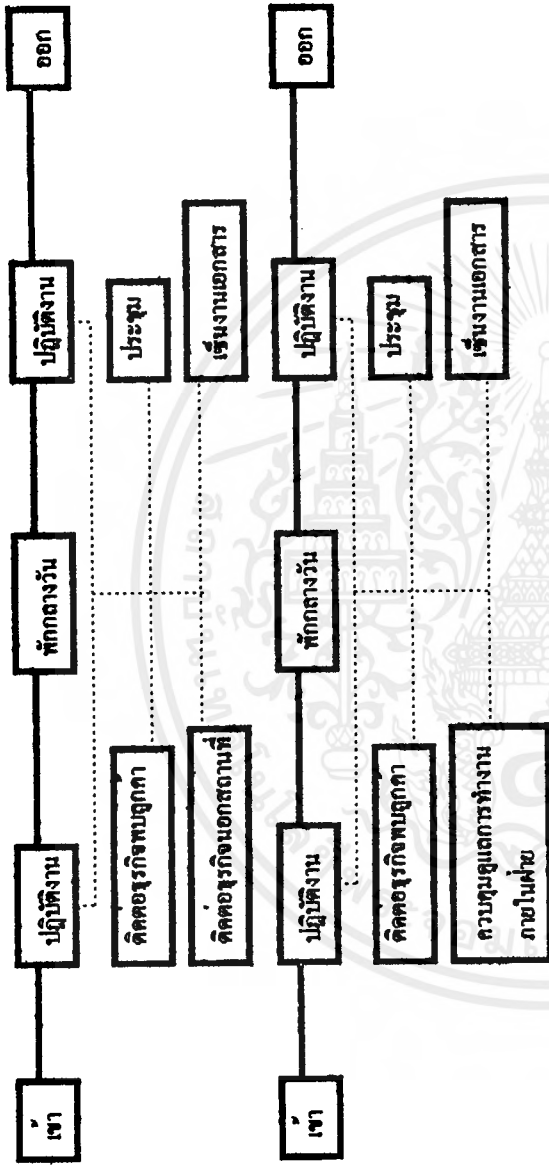 เข้า
ปฏิบัติงาน
พักกลางวัน
ปฏิบัติงาน
ออก
ติดต่อธุรกิจพบลูกค้า
ประชุม
ติดต่อธุรกิจนอกสถานที่
เซ็นงานเอกสาร
เข้า
ปฏิบัติงาน
พักกลางวัน
ปฏิบัติงาน
ออก
ติดต่อธุรกิจพบลูกค้า
ประชุม
ควบคุมดูแลการทำงาน
ภายในฝ่าย
เซ็นงานเอกสาร